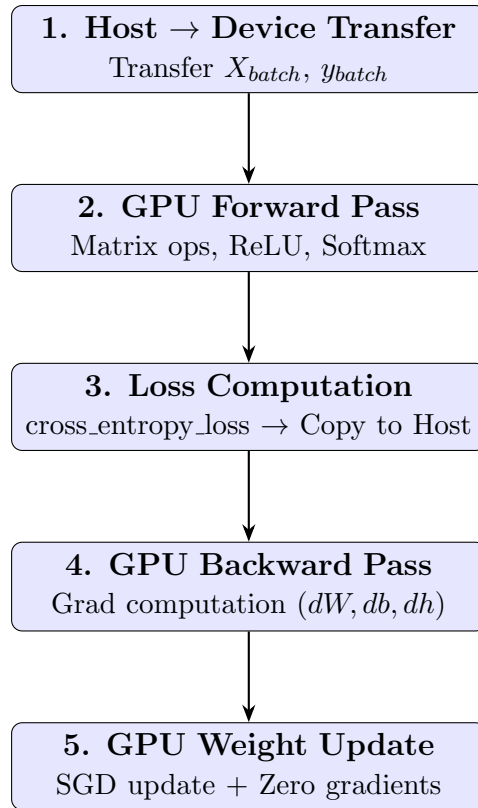 1. Host → Device Transfer
Transfer X_batch, y_batch
2. GPU Forward Pass
Matrix ops, ReLU, Softmax
3. Loss Computation
cross_entropy_loss → Copy to Host
4. GPU Backward Pass
Grad computation (dW, db, dh)
5. GPU Weight Update
SGD update + Zero gradients